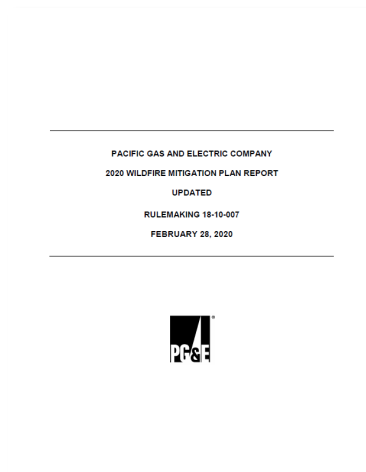 PACIFIC GAS AND ELECTRIC COMPANY
2020 WILDFIRE MITIGATION PLAN REPORT
UPDATED
RULEMAKING 18-10-007
FEBRUARY 28, 2020
PG&E®